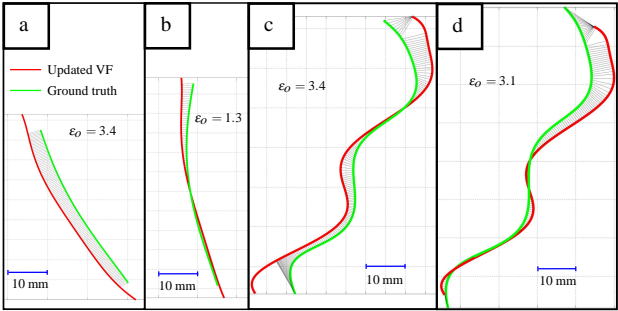 a
Updated VF
Ground truth
εo = 3.4
10 mm
b
εo = 1.3
10 mm
c
εo = 3.4
10 mm
d
εo = 3.1
10 mm